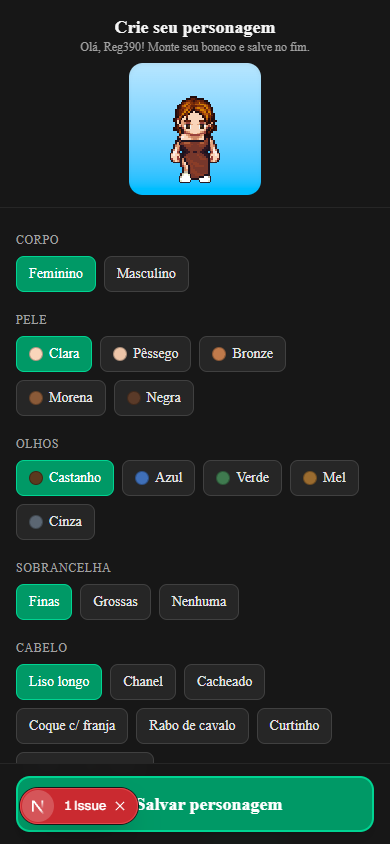 Crie seu personagem
Olá, Reg390! Monte seu boneco e salve no fim.
CORPO
Feminino Masculino
PELE
Clara Pêssego Bronze
Morena Negra
OLHOS
Castanho Azul Verde Mel
Cinza
SOBRANCELHA
Finas Grossas Nenhuma
CABELO
Liso longo Chanel Cacheado
Coque c/ franja Rabo de cavalo Curtinho
N 1 Issue Salvar personagem